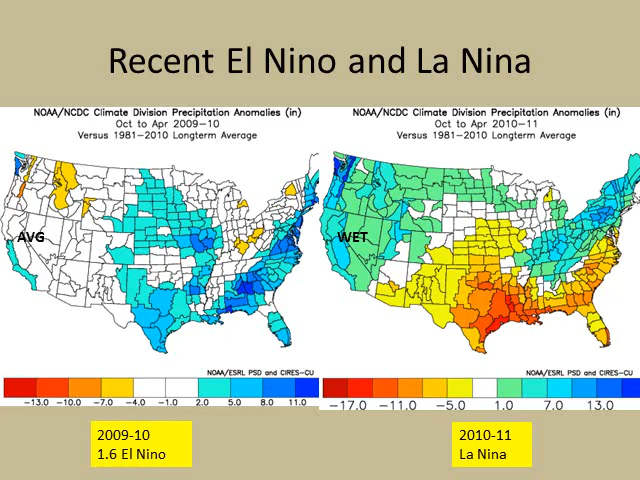 Recent El Nino and La Nina
NOAA/NCDC Climate Division Precipitation Anomalies (in)
Oct to Apr 2009-10
Versus 1981-2010 Longterm Average
AVG
NOAA/ESRL PSD and CIRES-CU
-13.0 -10.0 -7.0 -4.0 -1.0 2.0 5.0 8.0 11.0
2009-10
1.6 El Nino
NOAA/NCDC Climate Division Precipitation Anomalies (in)
Oct to Apr 2010-11
Versus 1981-2010 Longterm Average
WET
NOAA/ESRL PSD and CIRES-CU
-17.0 -11.0 -5.0 1.0 7.0 13.0
2010-11
La Nina